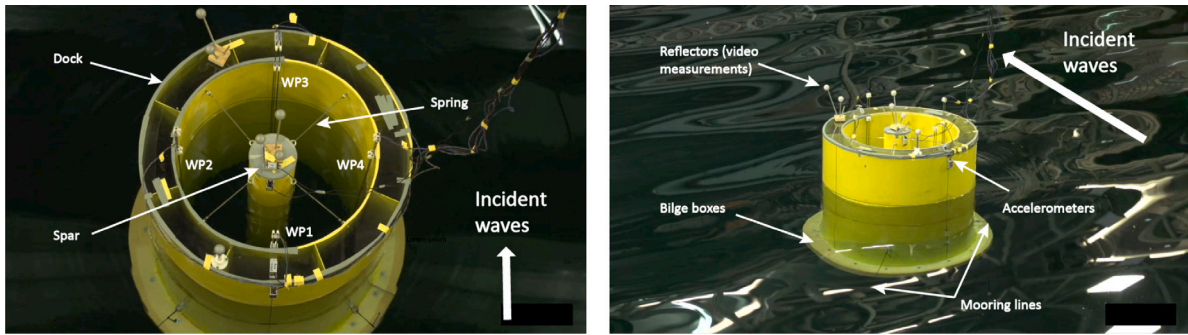 Dock
WP3
Spring
WP2
WP4
Incident
waves
Spar
WP1
Reflectors (video
measurements)
Incident
waves
Bilge boxes
Accelerometers
Mooring lines